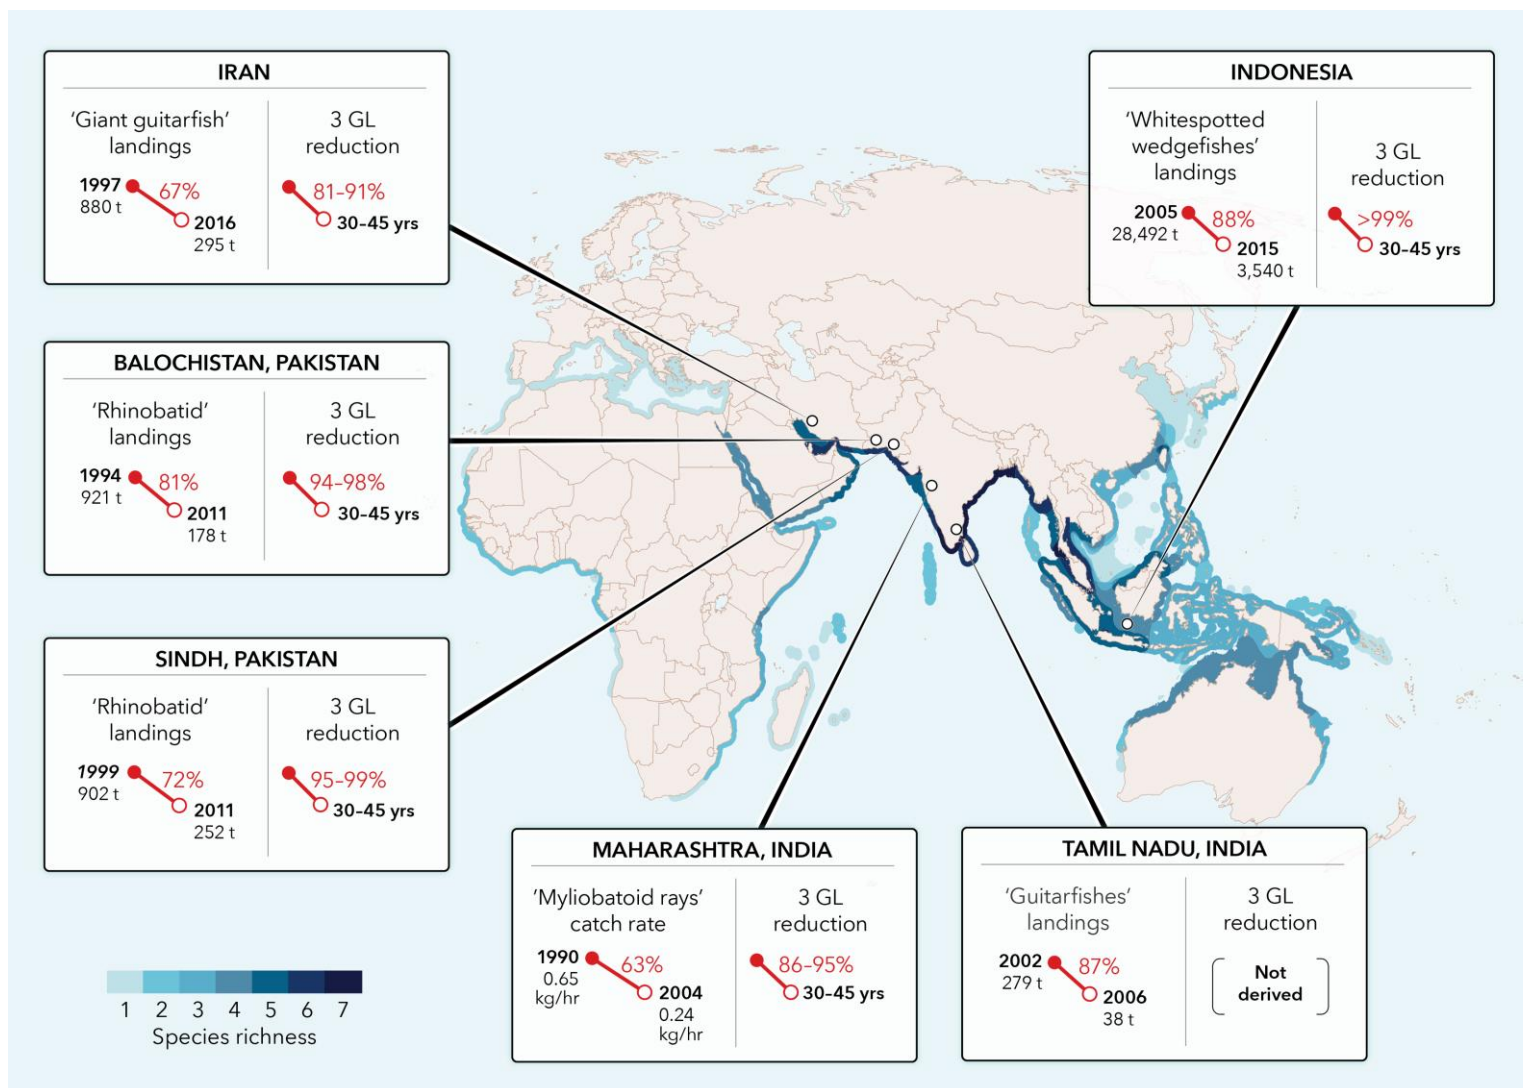 IRAN
'Giant guitarfish'
landings
1997
880 t
67%
2016
295 t
3 GL
reduction
81–91%
30–45 yrs
INDONESIA
'Whitespotted
wedgefishes'
landings
2005
28,492 t
88%
2015
3,540 t
3 GL
reduction
>99%
30–45 yrs
BALOCHISTAN, PAKISTAN
'Rhinobatid'
landings
1994
921 t
81%
2011
178 t
3 GL
reduction
94–98%
30–45 yrs
SINDH, PAKISTAN
'Rhinobatid'
landings
1999
902 t
72%
2011
252 t
3 GL
reduction
95–99%
30–45 yrs
MAHARASHTRA, INDIA
'Myliobatoid rays'
catch rate
1990
0.65
kg/hr
63%
2004
0.24
kg/hr
3 GL
reduction
86–95%
30–45 yrs
TAMIL NADU, INDIA
'Guitarfishes'
landings
2002
279 t
87%
2006
38 t
3 GL
reduction
Not
derived
1 2 3 4 5 6 7
Species richness